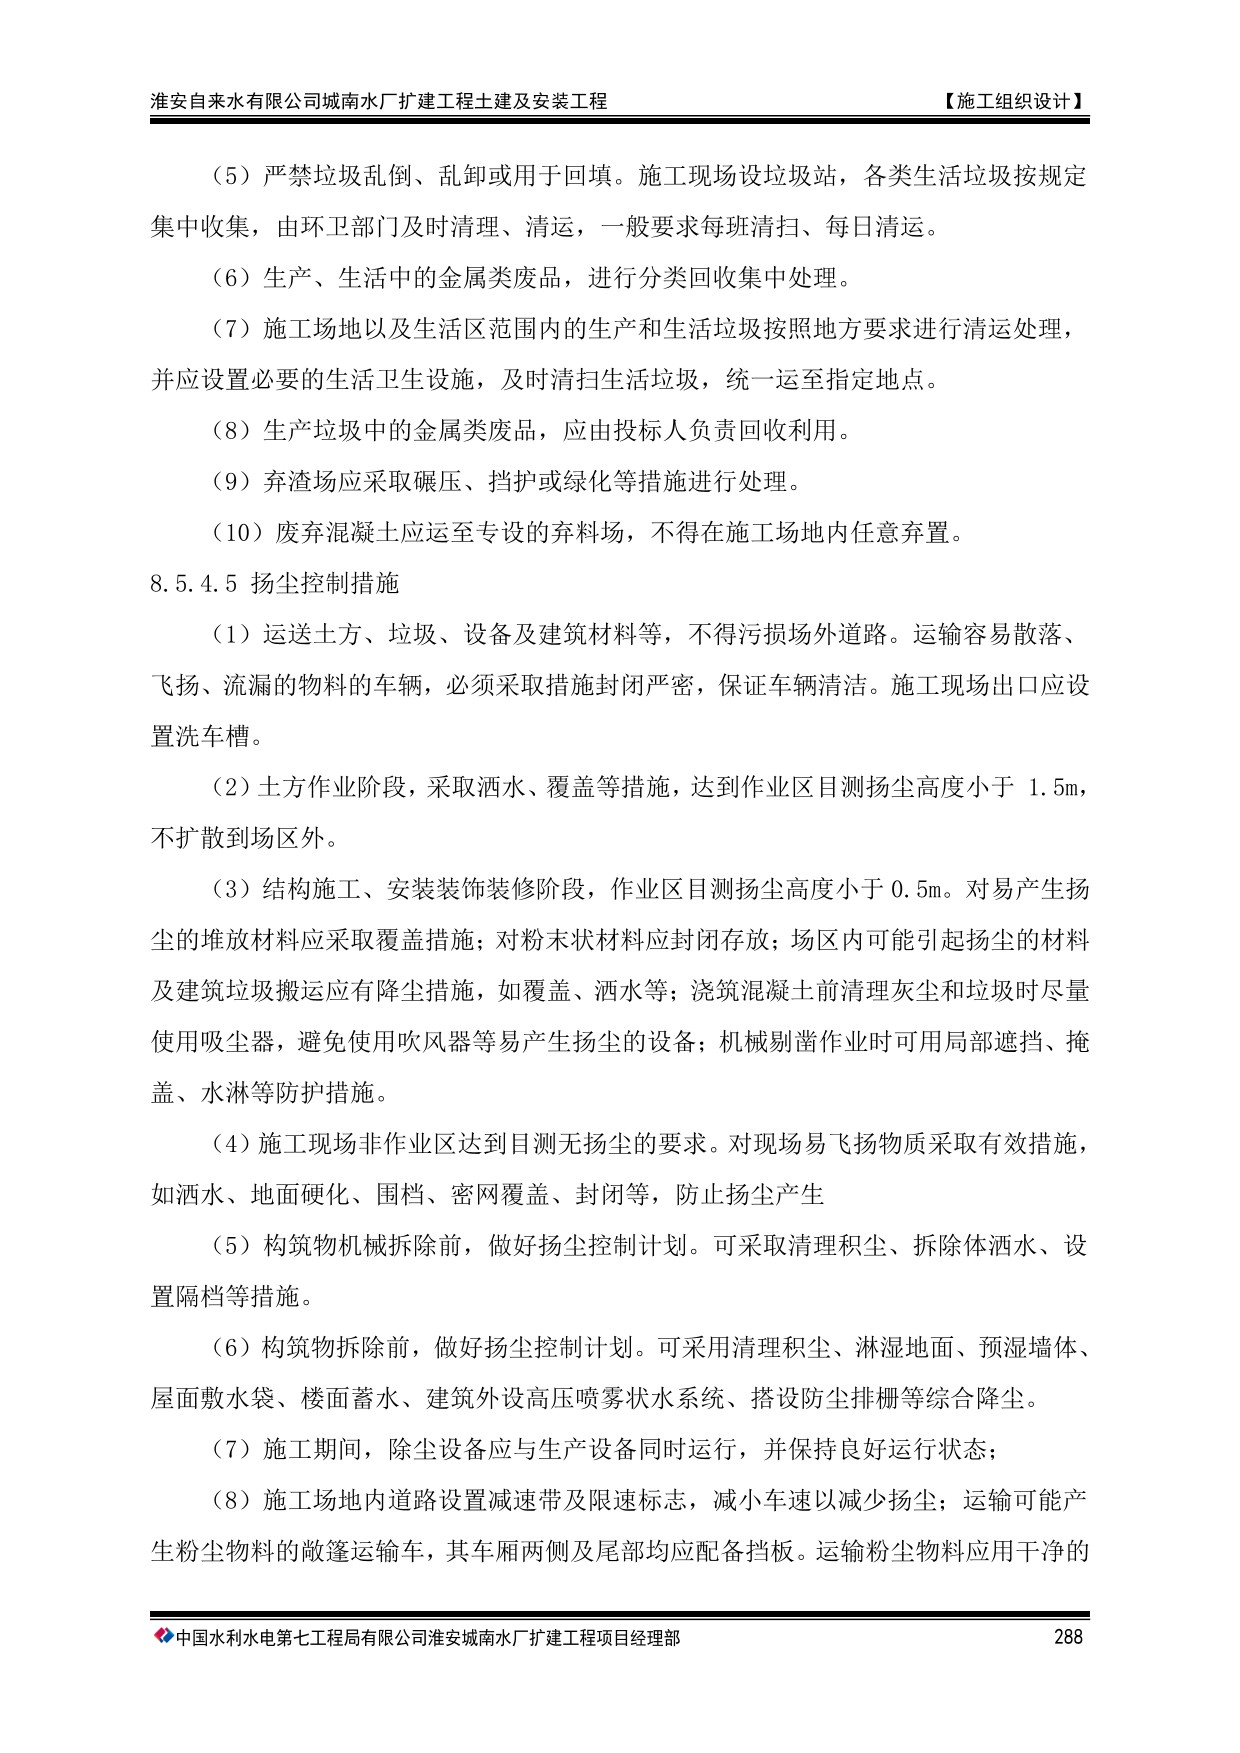 淮安自来水有限公司城南水厂扩建工程土建及安装工程 【施工组织设计】
（5）严禁垃圾乱倒、乱卸或用于回填。施工现场设垃圾站，各类生活垃圾按规定
集中收集，由环卫部门及时清理、清运，一般要求每班清扫、每日清运。
（6）生产、生活中的金属类废品，进行分类回收集中处理。
（7）施工场地以及生活区范围内的生产和生活垃圾按照地方要求进行清运处理，
并应设置必要的生活卫生设施，及时清扫生活垃圾，统一运至指定地点。
（8）生产垃圾中的金属类废品，应由投标人负责回收利用。
（9）弃渣场应采取碾压、挡护或绿化等措施进行处理。
（10）废弃混凝土应运至专设的弃料场，不得在施工场地内任意弃置。
8.5.4.5 扬尘控制措施
（1）运送土方、垃圾、设备及建筑材料等，不得污损场外道路。运输容易散落、
飞扬、流漏的物料的车辆，必须采取措施封闭严密，保证车辆清洁。施工现场出口应设
置洗车槽。
（2）土方作业阶段，采取洒水、覆盖等措施，达到作业区目测扬尘高度小于 1.5m，
不扩散到场区外。
（3）结构施工、安装装饰装修阶段，作业区目测扬尘高度小于 0.5m。对易产生扬
尘的堆放材料应采取覆盖措施；对粉末状材料应封闭存放；场区内可能引起扬尘的材料
及建筑垃圾搬运应有降尘措施，如覆盖、洒水等；浇筑混凝土前清理灰尘和垃圾时尽量
使用吸尘器，避免使用吹风器等易产生扬尘的设备；机械剔凿作业时可用局部遮挡、掩
盖、水淋等防护措施。
（4）施工现场非作业区达到目测无扬尘的要求。对现场易飞扬物质采取有效措施，
如洒水、地面硬化、围档、密网覆盖、封闭等，防止扬尘产生
（5）构筑物机械拆除前，做好扬尘控制计划。可采取清理积尘、拆除体洒水、设
置隔档等措施。
（6）构筑物拆除前，做好扬尘控制计划。可采用清理积尘、淋湿地面、预湿墙体、
屋面敷水袋、楼面蓄水、建筑外设高压喷雾状水系统、搭设防尘排栅等综合降尘。
（7）施工期间，除尘设备应与生产设备同时运行，并保持良好运行状态；
（8）施工场地内道路设置减速带及限速标志，减小车速以减少扬尘；运输可能产
生粉尘物料的敞篷运输车，其车厢两侧及尾部均应配备挡板。运输粉尘物料应用干净的
中国水利水电第七工程局有限公司淮安城南水厂扩建工程项目经理部 288